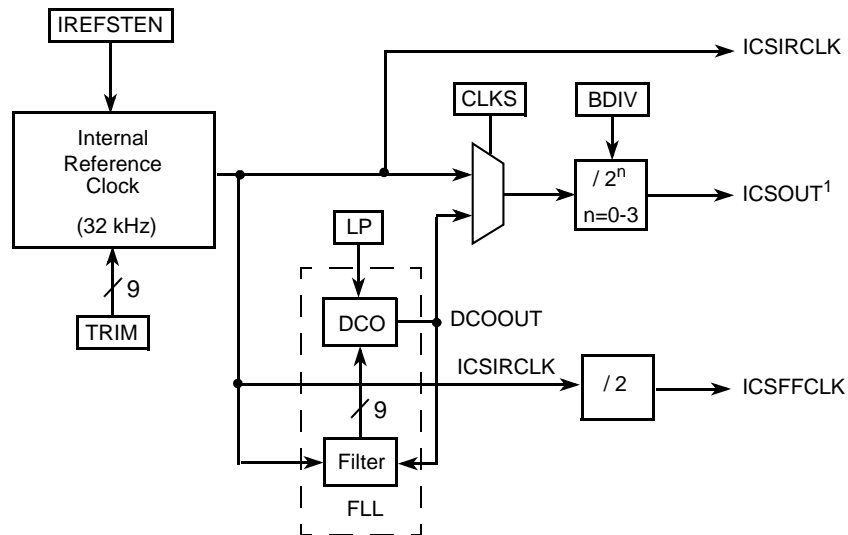 IREFSTEN
ICSIRCLK
CLKS
BDIV
Internal
Reference
Clock
(32 kHz)
/ 2ⁿ
n=0-3
ICSOUT¹
LP
9
TRIM
DCO
DCOOUT
ICSIRCLK
/ 2
ICSFFCLK
9
Filter
FLL